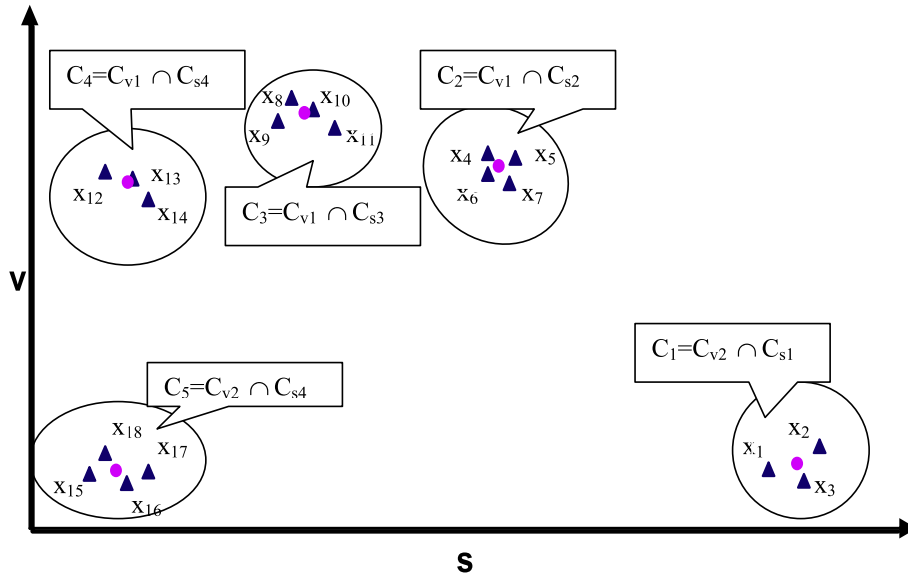 C4=Cv1 ∩ Cs4
C2=Cv1 ∩ Cs2
x8
x10
x9
x11
x4
x5
x6
x7
x12
x13
x14
C3=Cv1 ∩ Cs3
V
C1=Cv2 ∩ Cs1
C5=Cv2 ∩ Cs4
x18
x17
x15
x16
x1
x2
x3
S